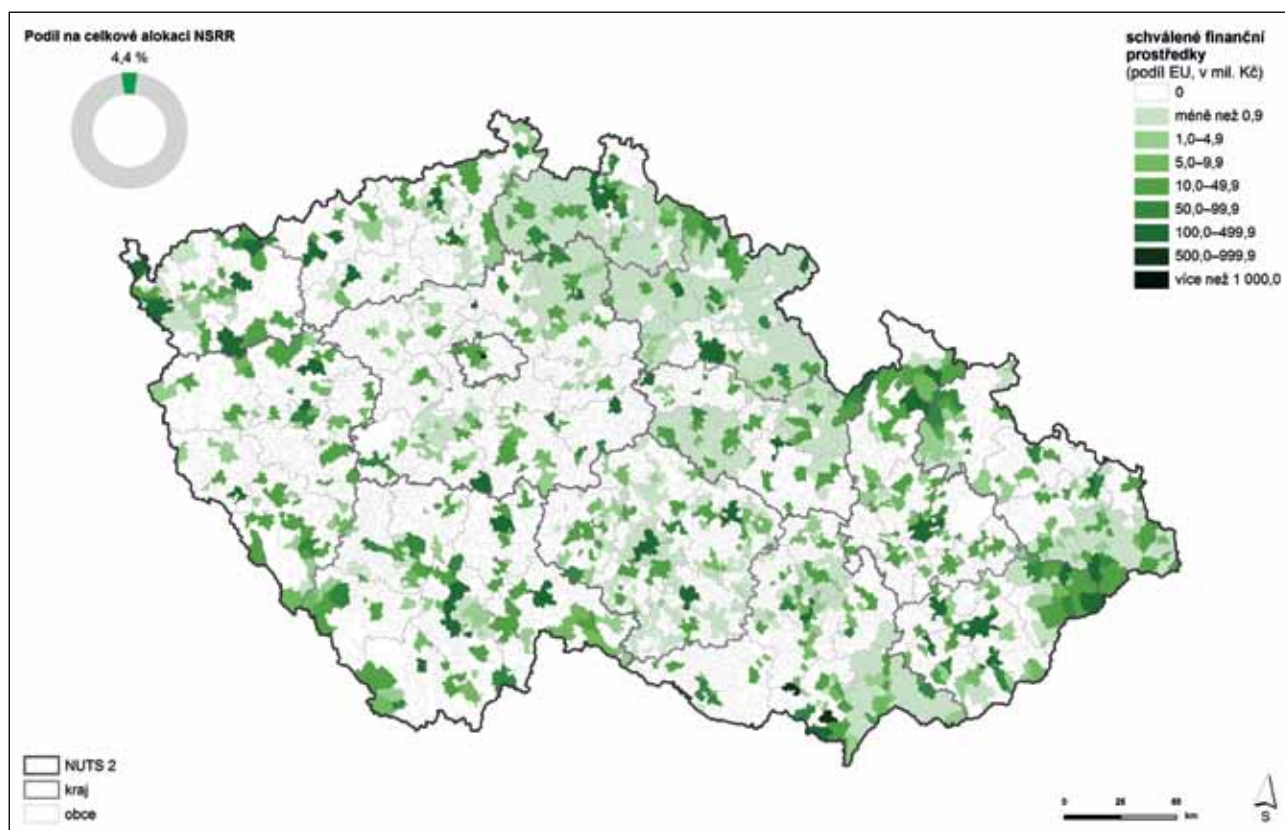 Podíl na celkové alokaci NSRR
4,4 %
schválené finanční
prostředky
(podíl EU, v mil. Kč)
0
méně než 0,9
1,0–4,9
5,0–9,9
10,0–49,9
50,0–99,9
100,0–499,9
500,0–999,9
více než 1 000,0
NUTS 2
kraj
obce
0
25
50
km
S